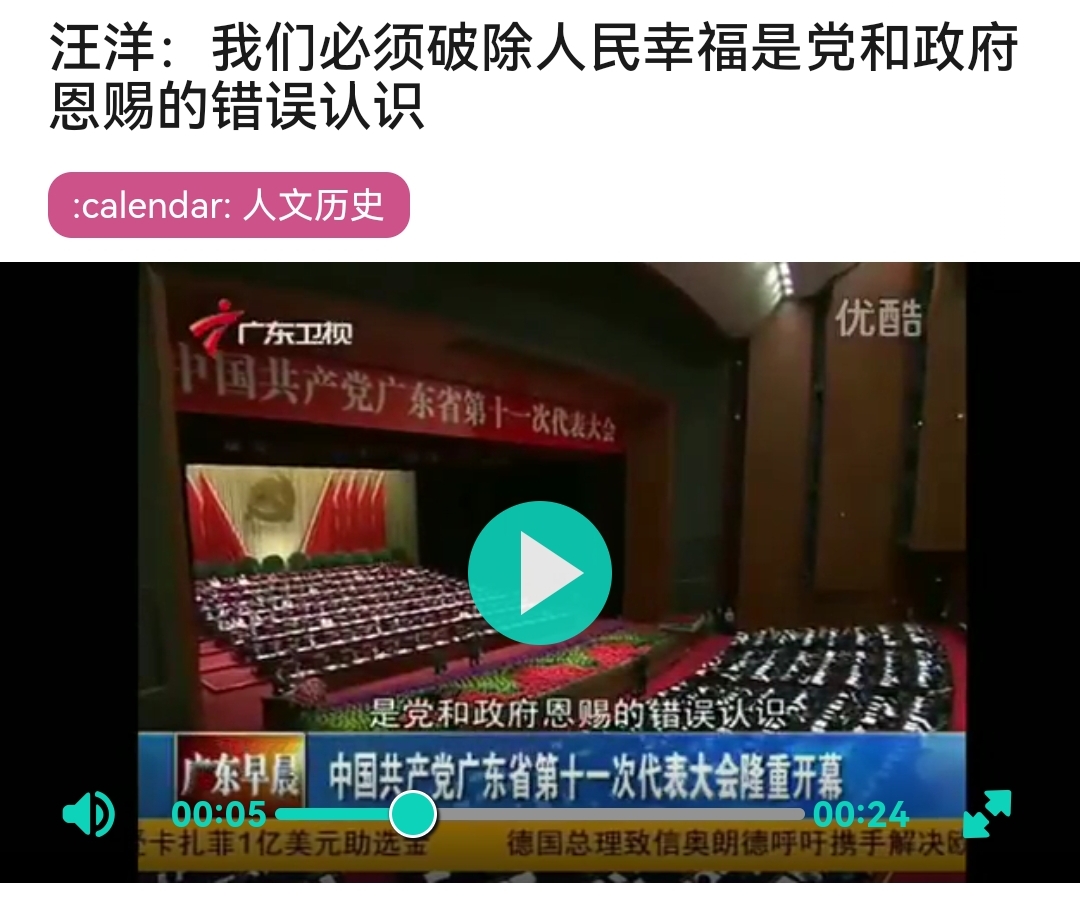 汪洋：我们必须破除人民幸福是党和政府
恩赐的错误认识
:calendar: 人文历史
广东卫视
优酷
中国共产党广东省第十一次代表大会
是党和政府恩赐的错误认识
广东早晨
中国共产党广东省第十一次代表大会隆重开幕
00:05
00:24
受卡扎菲1亿美元助选金
德国总理致信奥朗德呼吁携手解决欧